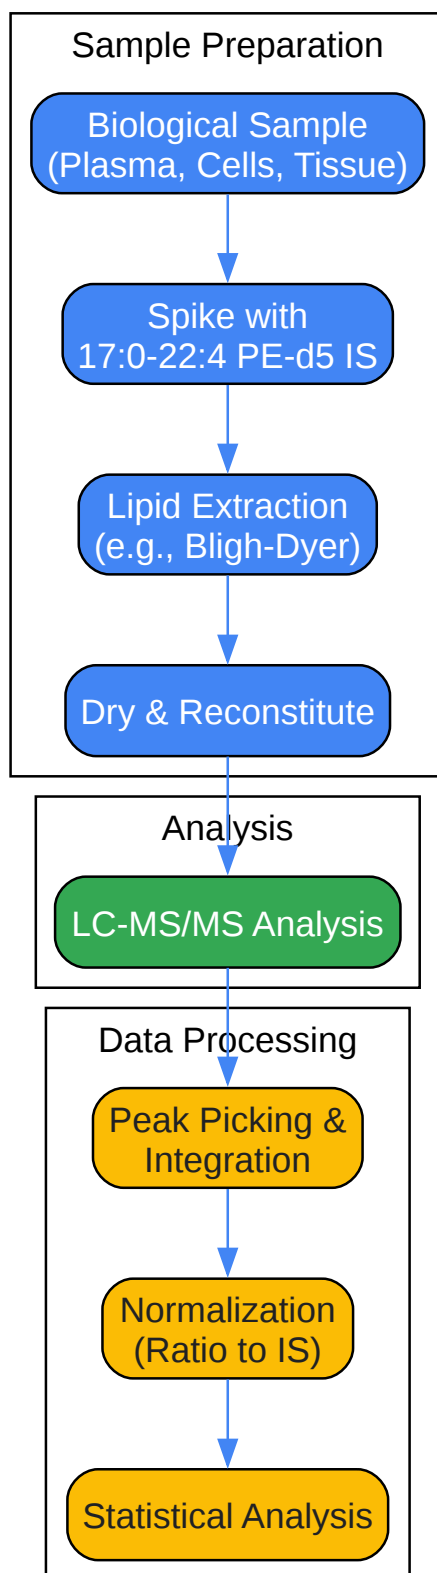 Sample Preparation
Biological Sample
(Plasma, Cells, Tissue)
Spike with
17:0-22:4 PE-d5 IS
Lipid Extraction
(e.g., Bligh-Dyer)
Dry & Reconstitute
Analysis
LC-MS/MS Analysis
Data Processing
Peak Picking &
Integration
Normalization
(Ratio to IS)
Statistical Analysis